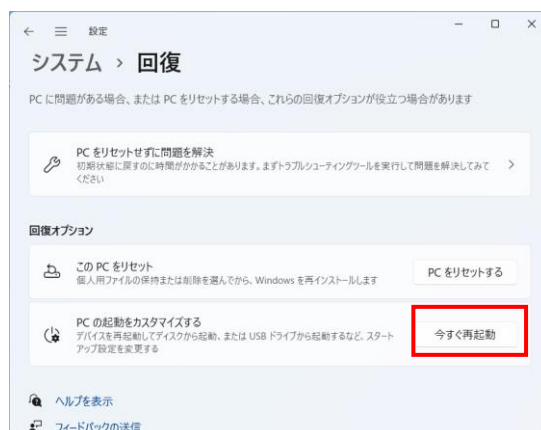 設定
システム › 回復
PC に問題がある場合、または PC をリセットする場合、これらの回復オプションが役立つ場合があります
PC をリセットせずに問題を解決
初期状態に戻すのに時間がかかることがあります。まずトラブルシューティングツールを実行して問題を解決してみて
ください
回復オプション
この PC をリセット
個人用ファイルの保持または削除を選んでから、Windows を再インストールします
PC をリセットする
PC の起動をカスタマイズする
デバイスを再起動してディスクから起動、または USB ドライブから起動するなど、スタート
アップ設定を変更する
今すぐ再起動
ヘルプを表示
フィードバックの送信